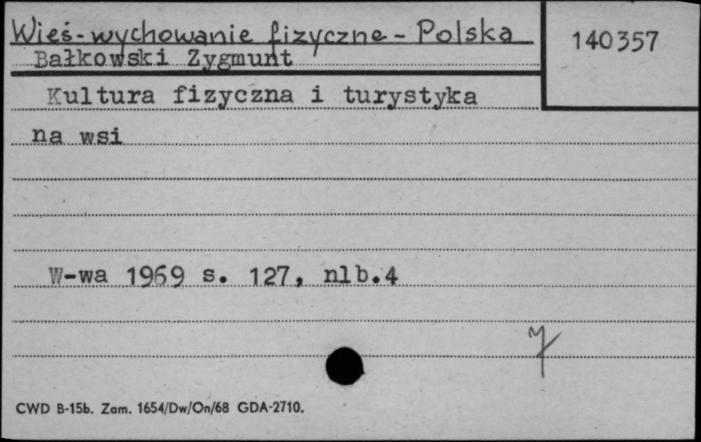 Wieś-wychowanie fizyczne - Polska
140357
Bałkowski Zygmunt
Kultura fizyczna i turystyka
na wsi
W-wa 1969 s. 127, nlb.4
CWD B-15b. Zam. 1654/Dw/On/68 GDA-2710.